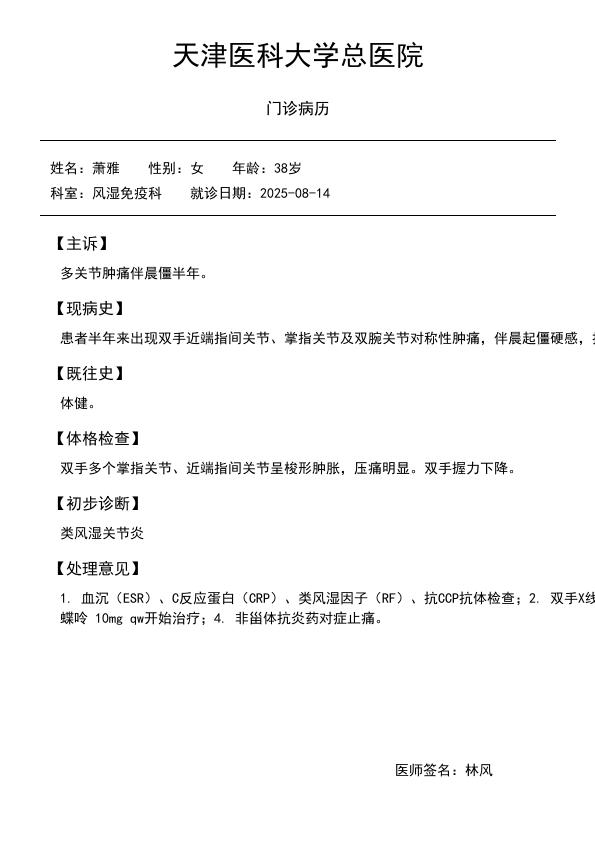 天津医科大学总医院
门诊病历
姓名：萧雅 性别：女 年龄：38岁
科室：风湿免疫科 就诊日期：2025-08-14
【主诉】
多关节肿痛伴晨僵半年。
【现病史】
患者半年来出现双手近端指间关节、掌指关节及双腕关节对称性肿痛，伴晨起僵硬感，
【既往史】
体健。
【体格检查】
双手多个掌指关节、近端指间关节呈梭形肿胀，压痛明显。双手握力下降。
【初步诊断】
类风湿关节炎
【处理意见】
1. 血沉（ESR）、C反应蛋白（CRP）、类风湿因子（RF）、抗CCP抗体检查；2. 双手X线
蝶呤 10mg qw开始治疗；4. 非甾体抗炎药对症止痛。
医师签名：林风